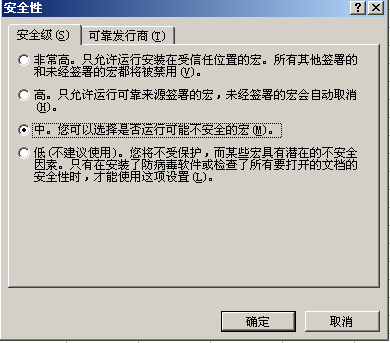 安全性
安全级(S) 可靠发行商(T)
非常高。只允许运行安装在受信任位置的宏。所有其他签署的
和未经签署的宏都将被禁用(V)。
高。只允许运行可靠来源签署的宏，未经签署的宏会自动取消
(H)。
中。您可以选择是否运行可能不安全的宏(M)。
低(不建议使用)。您将不受保护，而某些宏具有潜在的不安全
因素。只有在安装了防病毒软件或检查了所有要打开的文档的
安全性时，才能使用这项设置(L)。
确定 取消